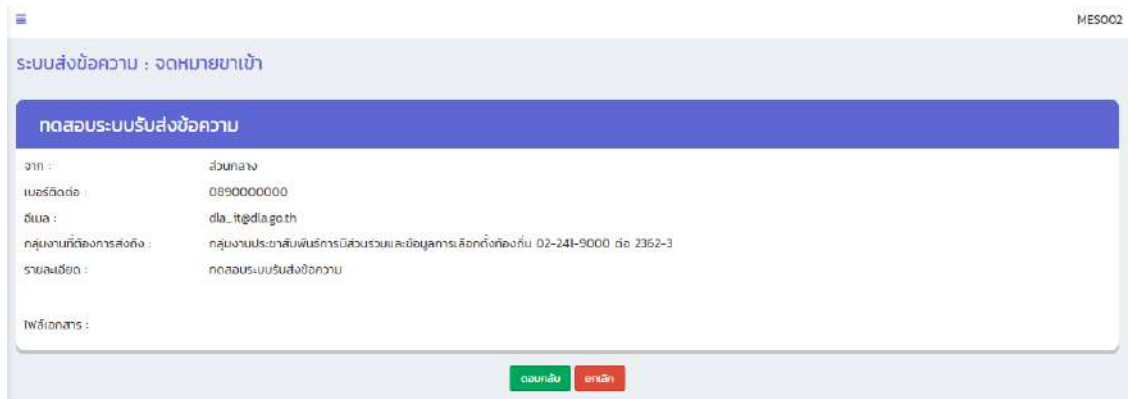 MES002
ระบบส่งข้อความ : จดหมายขาเข้า
ทดสอบระบบรับส่งข้อความ
จาก : ส่วนกลาง
เบอร์ติดต่อ : 0890000000
อีเมล : dla_it@dla.go.th
กลุ่มงานที่ต้องการส่งถึง : กลุ่มงานประชาสัมพันธ์การมีส่วนร่วมและข้อมูลการเลือกตั้งท้องถิ่น 02-241-9000 ต่อ 2362-3
รายละเอียด : ทดสอบระบบรับส่งข้อความ
ไฟล์เอกสาร :
ตอบกลับ ยกเลิก